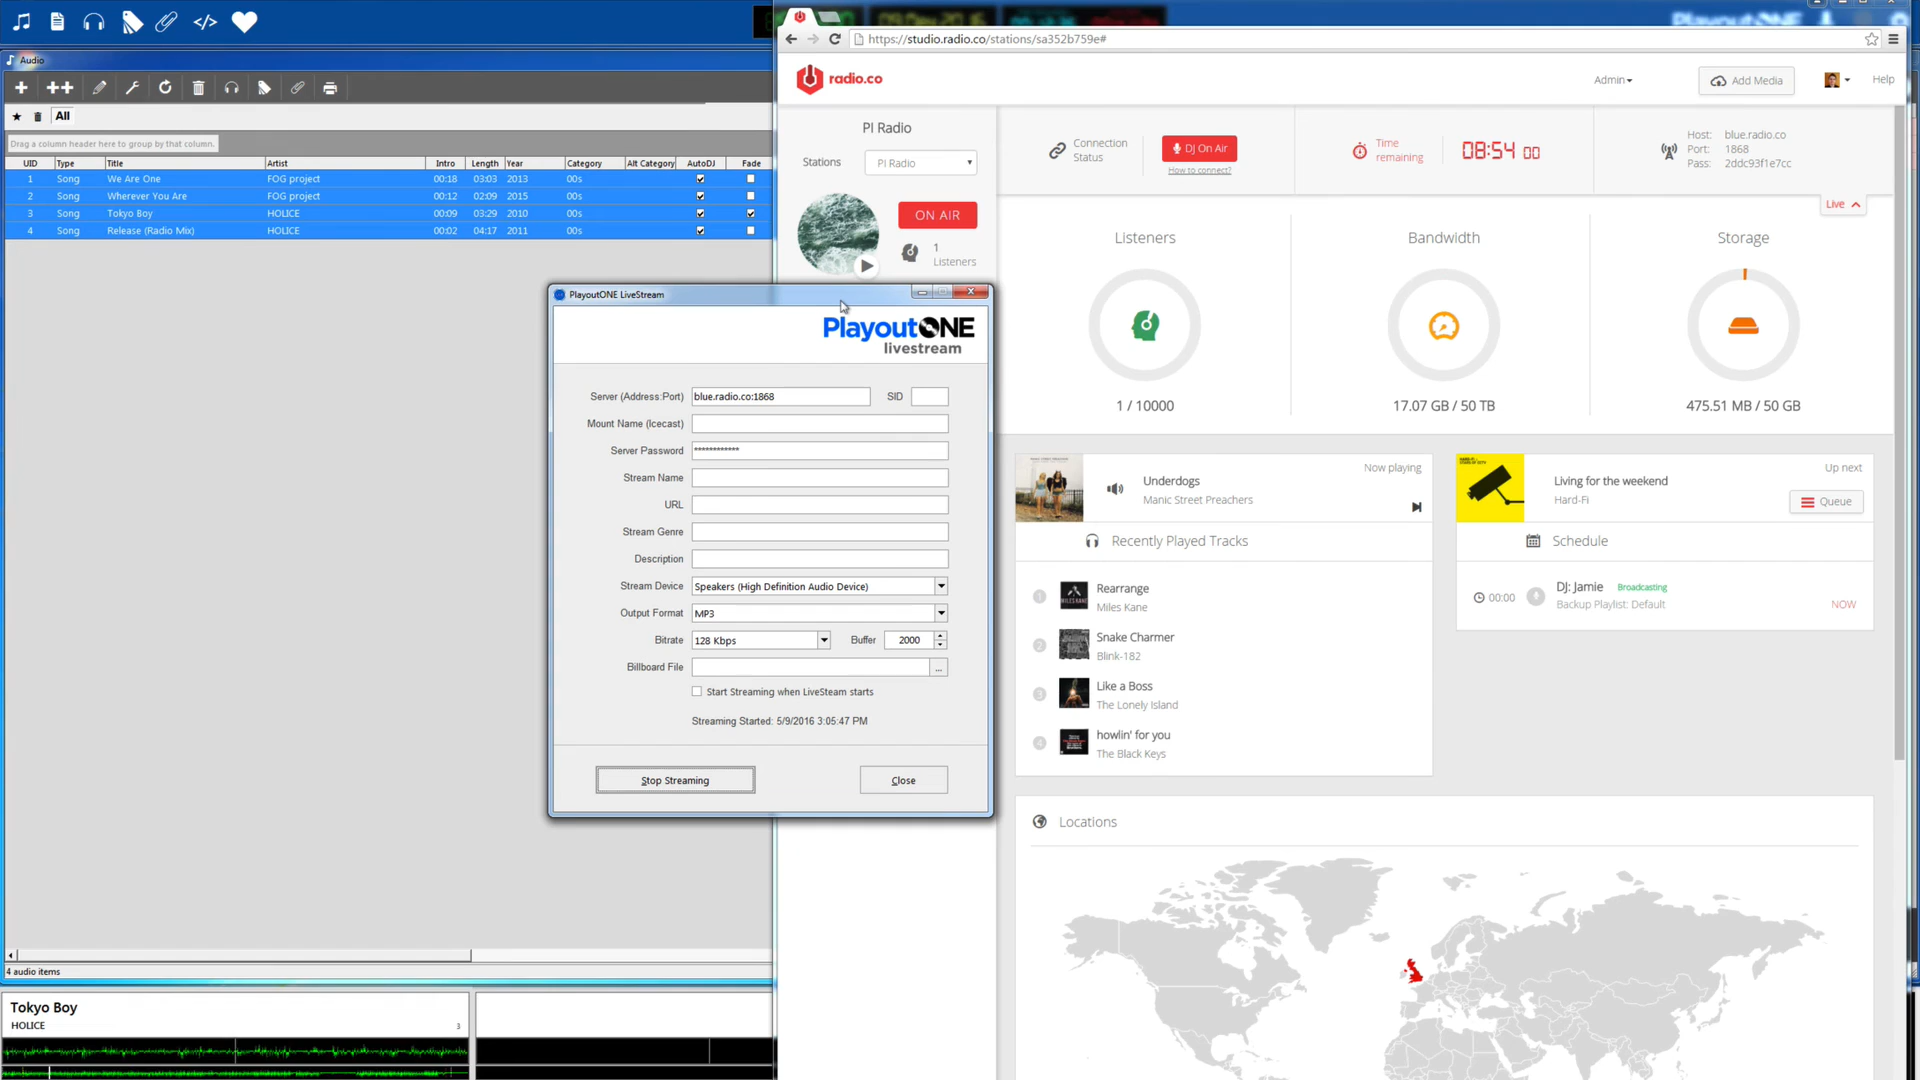 Audio
All
Drag a column header here to group by that column.
UID Type Title Artist Intro Length Year Category Alt Category AutoDJ Fade
1 Song We Are One FOG project 00:18 03:03 2013 00s
2 Song Wherever You Are FOG project 00:12 02:09 2015 00s
3 Song Tokyo Boy HOLICE 00:09 03:29 2010 00s
4 Song Release (Radio Mix) HOLICE 00:02 04:17 2011 00s
4 audio items
Tokyo Boy
HOLICE
3
https://studio.radio.co/stations/sa352b759e#
radio.co
Admin
Add Media
Help
PI Radio
Stations PI Radio
ON AIR
1
Listeners
Connection
Status
DJ On Air
How to connect?
Time
remaining
08:54 00
Host: blue.radio.co
Port: 1868
Pass: 2ddc93f1e7cc
Live
Listeners
1 / 10000
Bandwidth
17.07 GB / 50 TB
Storage
475.51 MB / 50 GB
PlayoutONE LiveStream
PlayoutONE
livestream
Server (Address:Port) blue.radio.co:1868 SID
Mount Name (Icecast)
Server Password ************
Stream Name
URL
Stream Genre
Description
Stream Device Speakers (High Definition Audio Device)
Output Format MP3
Bitrate 128 Kbps Buffer 2000
Billboard File ...
Start Streaming when LiveSteam starts
Streaming Started: 5/9/2016 3:05:47 PM
Stop Streaming
Close
Now playing
Underdogs
Manic Street Preachers
Recently Played Tracks
1 Rearrange
Miles Kane
2 Snake Charmer
Blink-182
3 Like a Boss
The Lonely Island
4 howlin' for you
The Black Keys
Up next
Living for the weekend
Hard-Fi
Queue
Schedule
00:00 DJ: Jamie Broadcasting
Backup Playlist: Default
NOW
Locations